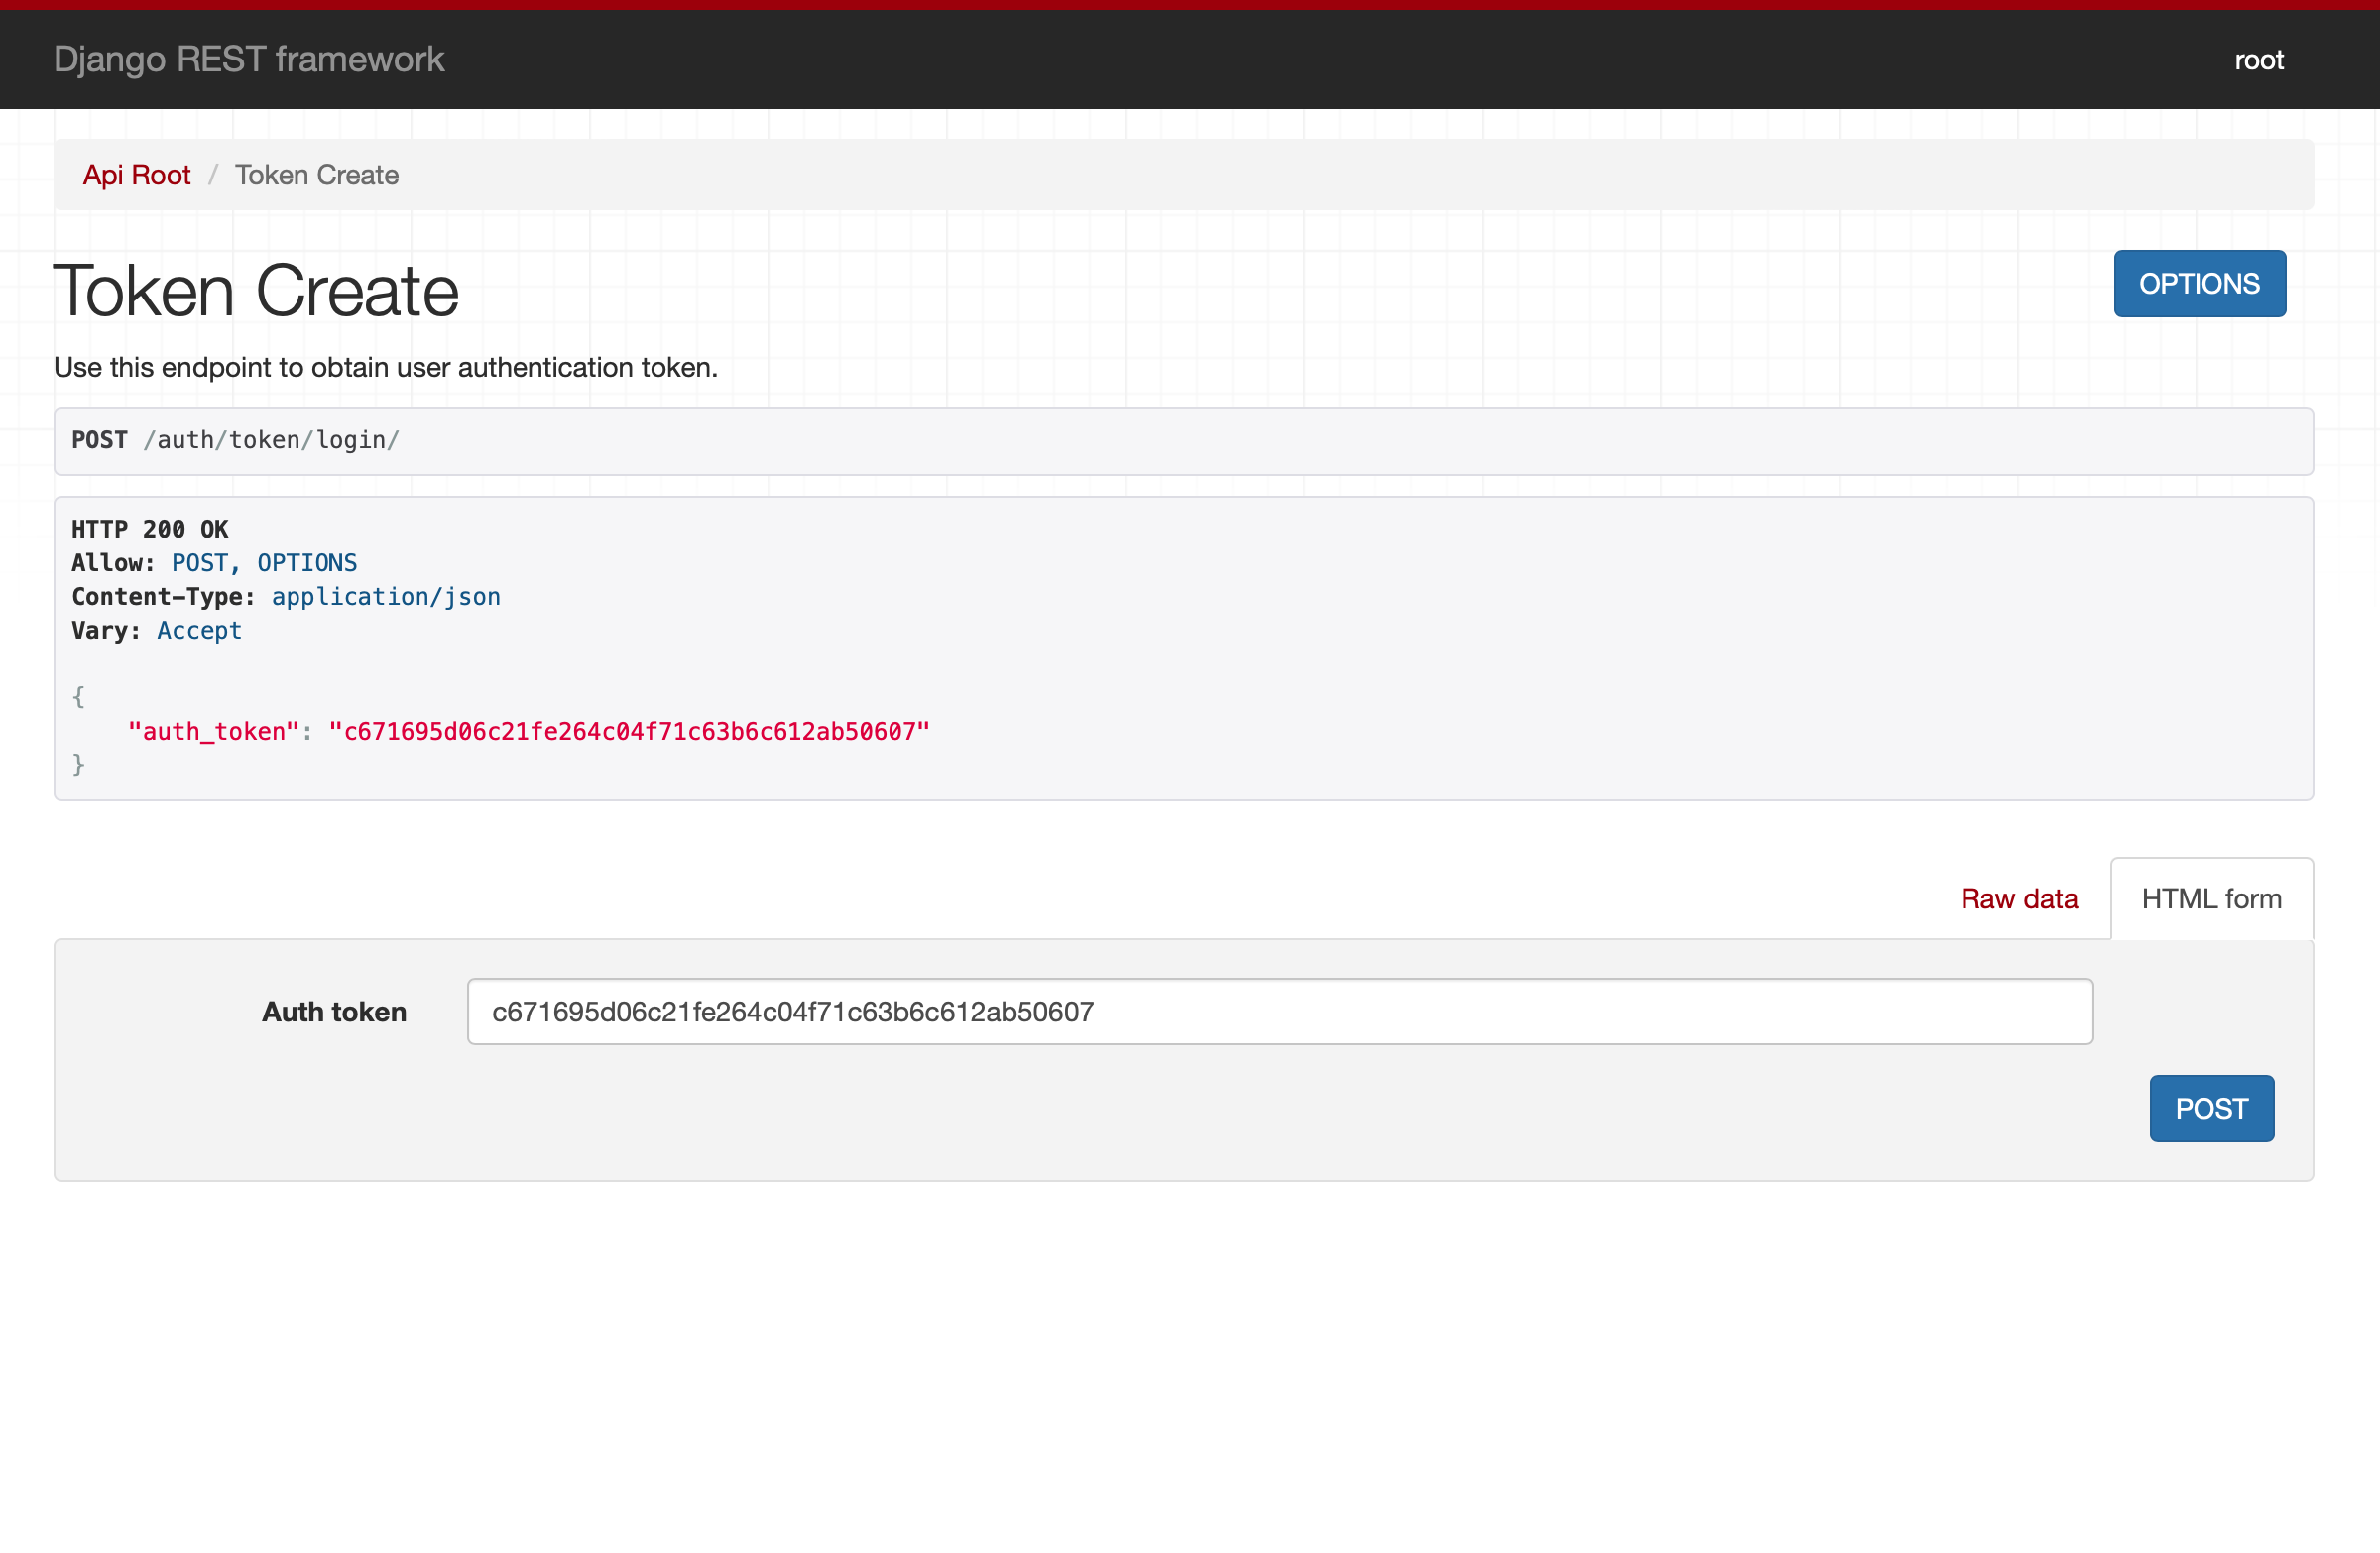 Django REST framework
root
Api Root / Token Create
Token Create
OPTIONS
Use this endpoint to obtain user authentication token.
POST /auth/token/login/
HTTP 200 OK
Allow: POST, OPTIONS
Content-Type: application/json
Vary: Accept
{
    "auth_token": "c671695d06c21fe264c04f71c63b6c612ab50607"
}
Raw data
HTML form
Auth token
c671695d06c21fe264c04f71c63b6c612ab50607
POST